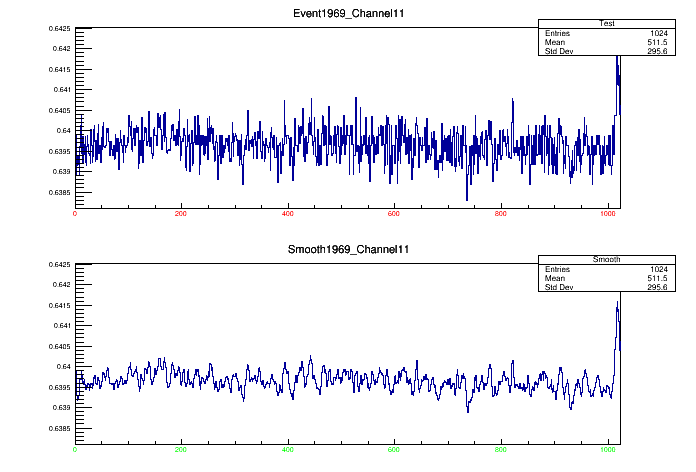 Event1969_Channel11
Test
Entries 1024
Mean 511.5
Std Dev 295.6
0.6425
0.642
0.6415
0.641
0.6405
0.64
0.6395
0.639
0.6385
0 200 400 600 800 1000
Smooth1969_Channel11
Smooth
Entries 1024
Mean 511.5
Std Dev 295.6
0.6425
0.642
0.6415
0.641
0.6405
0.64
0.6395
0.639
0.6385
0 200 400 600 800 1000